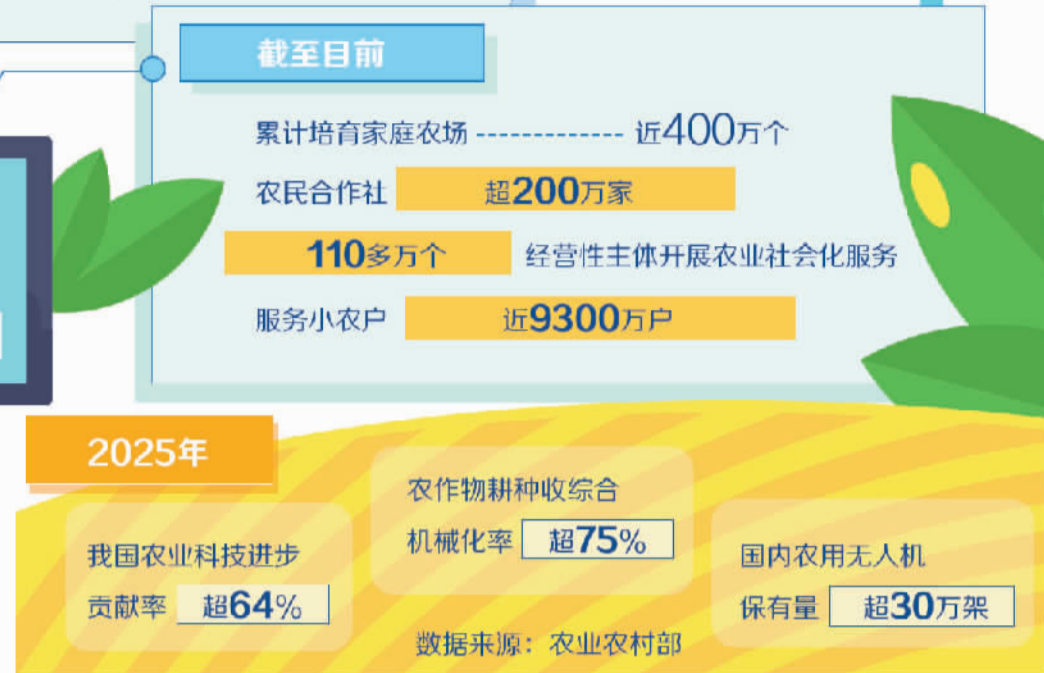 截至目前
累计培育家庭农场 ------------- 近400万个
农民合作社 超200万家
110多万个 经营性主体开展农业社会化服务
服务小农户 近9300万户
2025年
我国农业科技进步
贡献率 超64%
农作物耕种收综合
机械化率 超75%
国内农用无人机
保有量 超30万架
数据来源：农业农村部